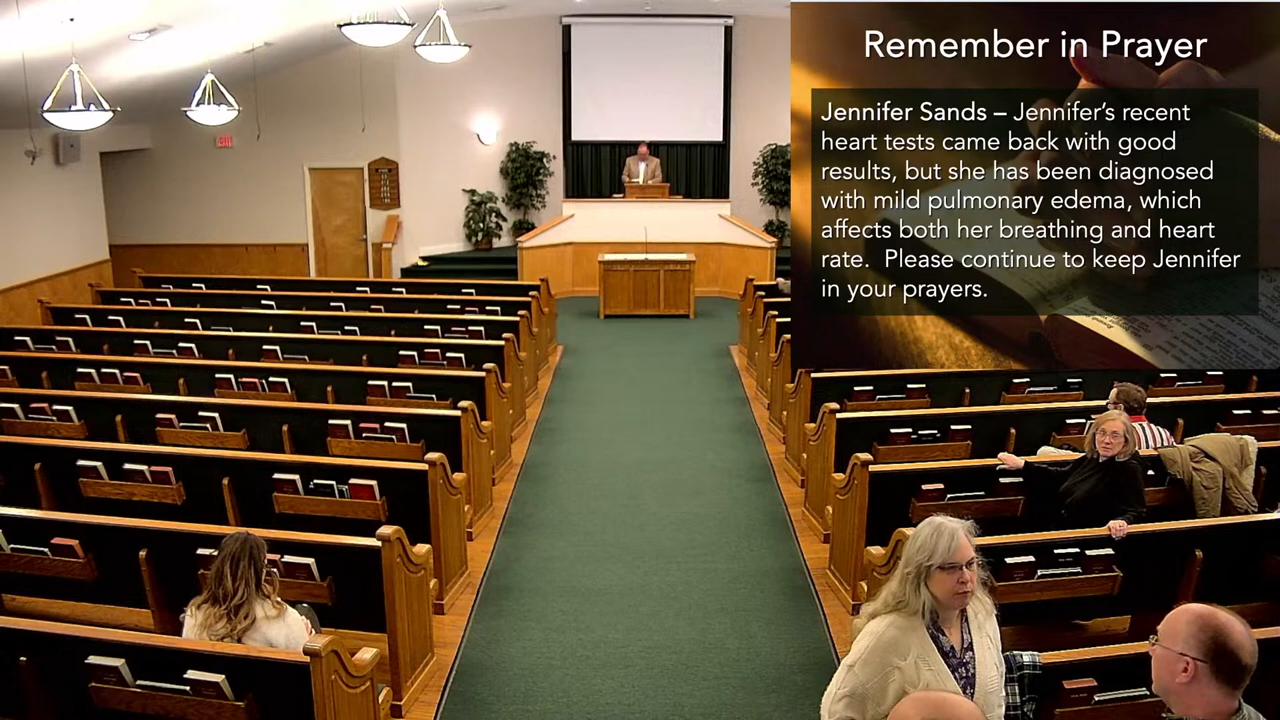 Remember in Prayer
Jennifer Sands – Jennifer's recent
heart tests came back with good
results, but she has been diagnosed
with mild pulmonary edema, which
affects both her breathing and heart
rate.  Please continue to keep Jennifer
in your prayers.